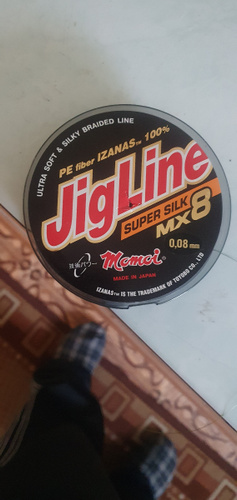 ULTRA SOFT & SILKY BRAIDED LINE
PE fiber IZANAS™ 100%
JigLine
SUPER SILK
MX8
0,08 mm
Momoi
MADE IN JAPAN
IZANAS™ IS THE TRADEMARK OF TOYOBO CO., LTD